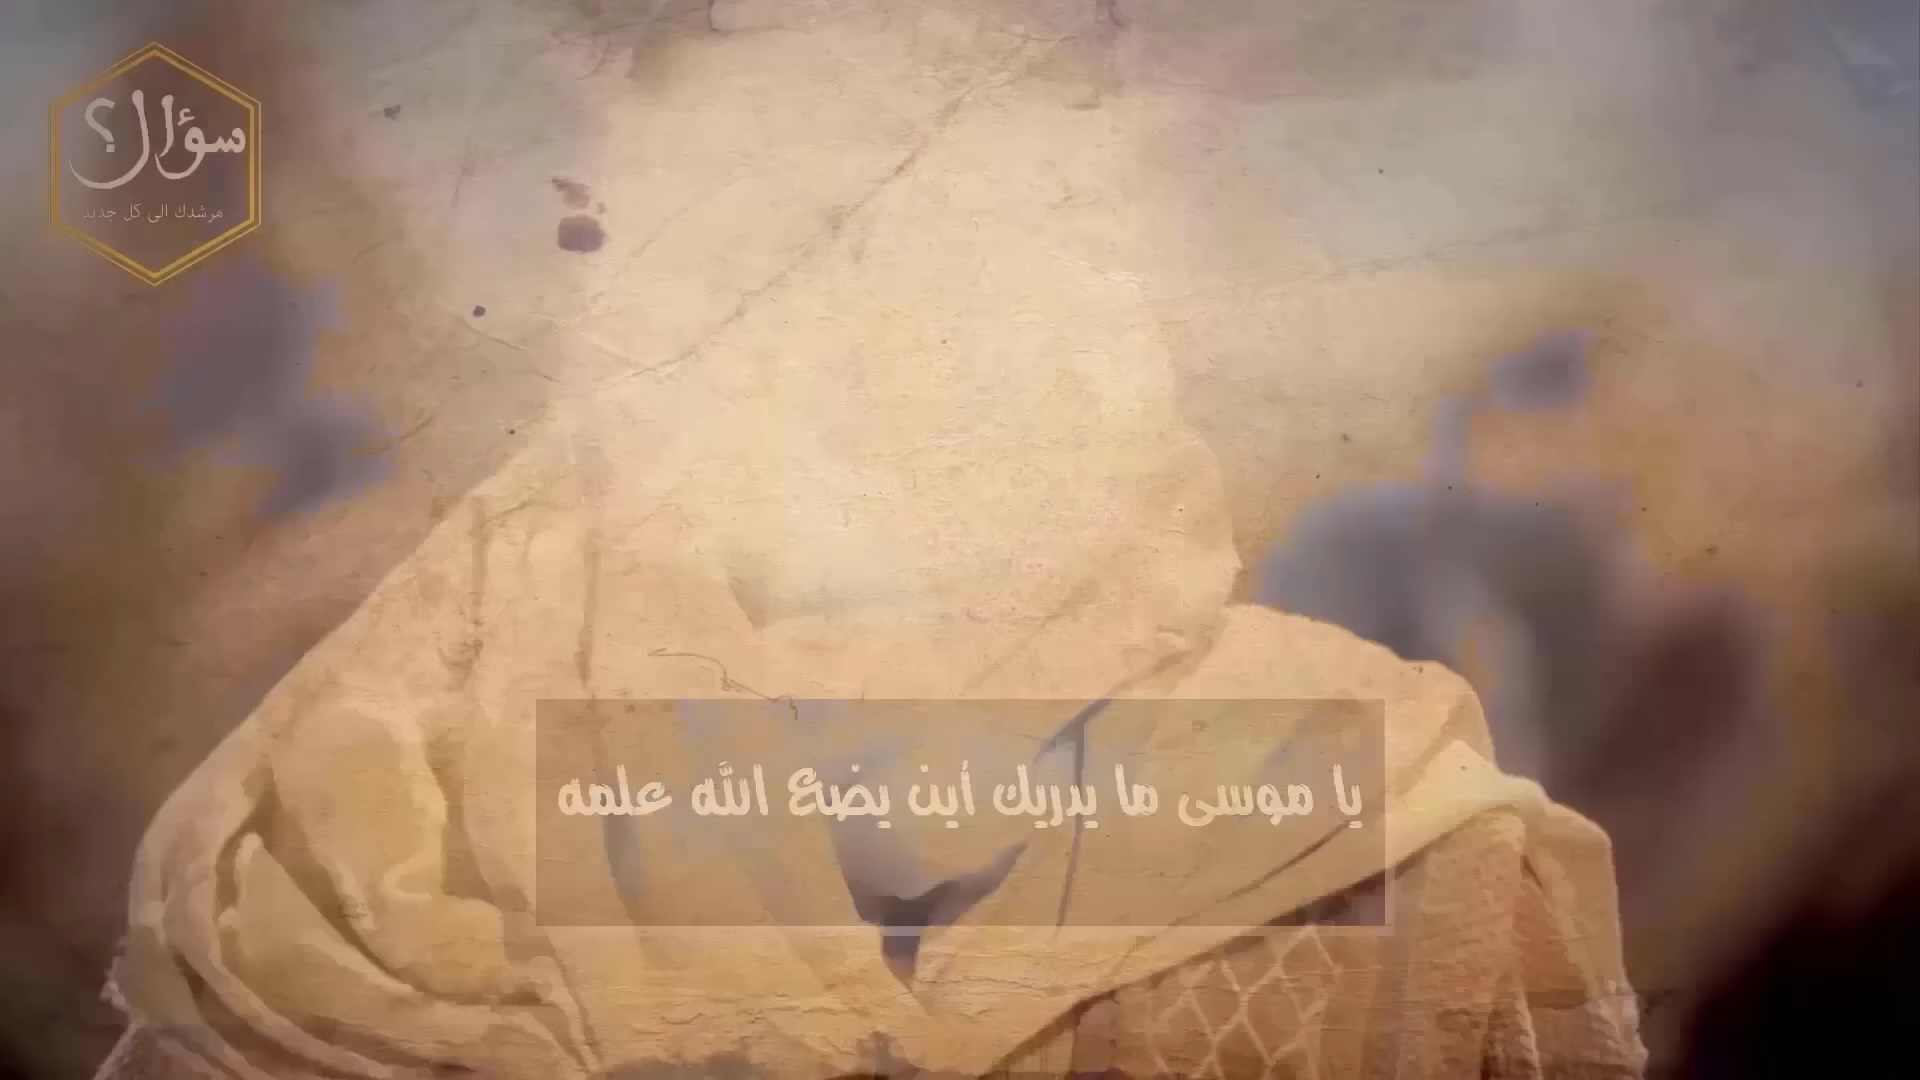 سؤال؟
مرشدك الى كل جديد
يا موسى ما يدريك أين يضع الله علمه